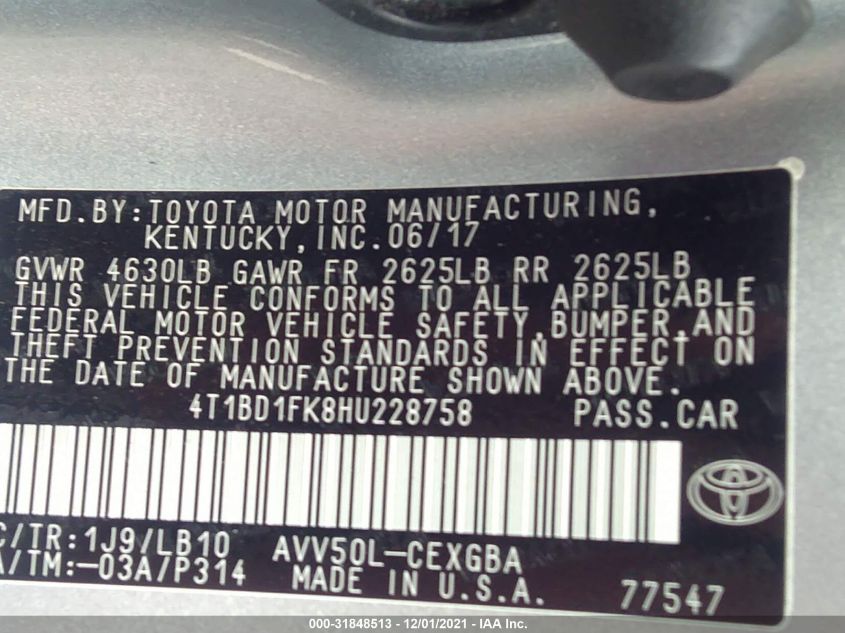 MFD.BY:TOYOTA MOTOR MANUFACTURING,
KENTUCKY,INC.06/17
GVWR 4630LB GAWR FR 2625LB RR 2625LB
THIS VEHICLE CONFORMS TO ALL APPLICABLE
FEDERAL MOTOR VEHICLE SAFETY,BUMPER,AND
THEFT PREVENTION STANDARDS IN EFFECT ON
THE DATE OF MANUFACTURE SHOWN ABOVE.
4T1BD1FK8HU228758 PASS.CAR
C/TR:1J9/LB10 AVV50L-CEXGBA
A/TM:-03A/P314 MADE IN U.S.A. 77547
000-31848513 - 12/01/2021 - IAA Inc.